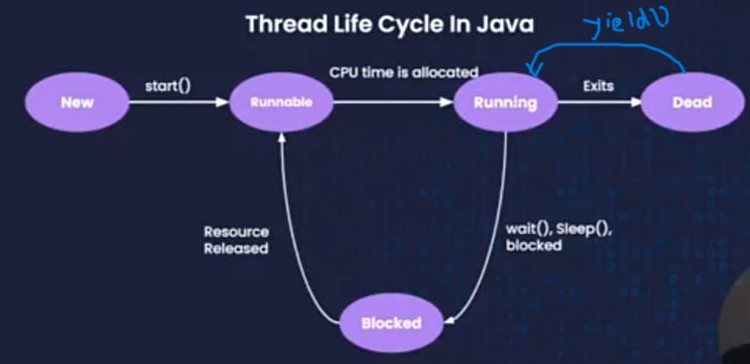 Thread Life Cycle In Java
yield()
New
start()
Runnable
CPU time is allocated
Running
Exits
Dead
Resource
Released
wait(), Sleep(),
blocked
Blocked